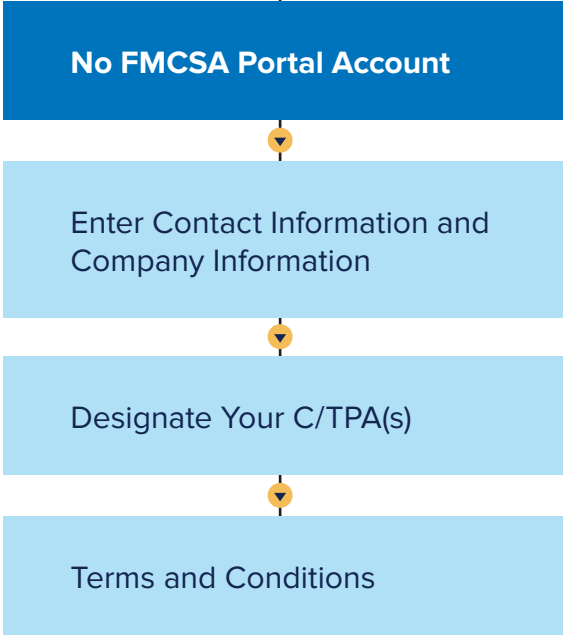 No FMCSA Portal Account
Enter Contact Information and
Company Information
Designate Your C/TPA(s)
Terms and Conditions